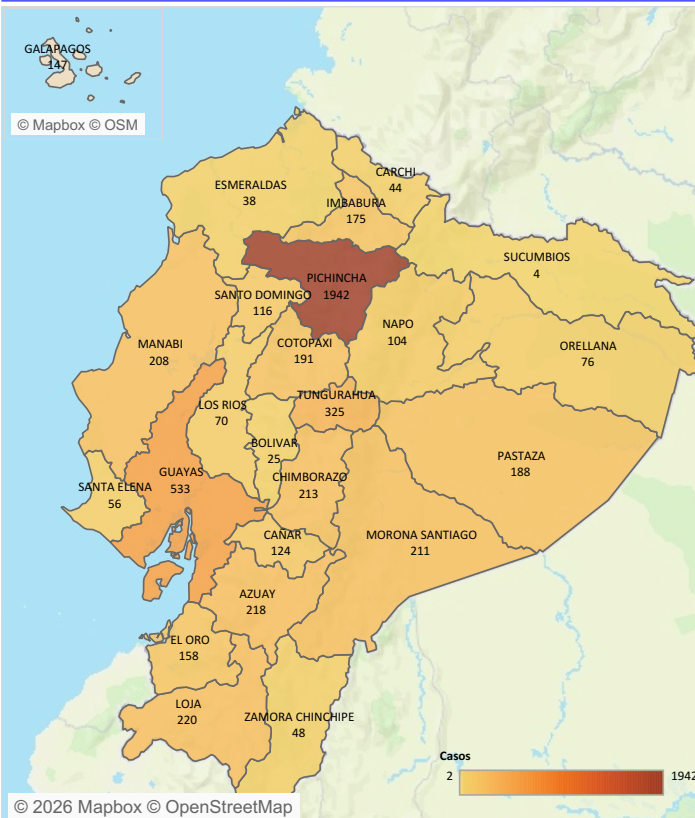 GALAPAGOS
147
© Mapbox © OSM
CARCHI
44
ESMERALDAS
38
IMBABURA
175
SUCUMBIOS
4
PICHINCHA
1942
SANTO DOMINGO
116
NAPO
104
MANABI
208
COTOPAXI
191
ORELLANA
76
TUNGURAHUA
325
LOS RIOS
70
BOLIVAR
25
PASTAZA
188
GUAYAS
533
CHIMBORAZO
213
SANTA ELENA
56
CAÑAR
124
MORONA SANTIAGO
211
AZUAY
218
EL ORO
158
LOJA
220
ZAMORA CHINCHIPE
48
Casos
2
1942
© 2026 Mapbox © OpenStreetMap